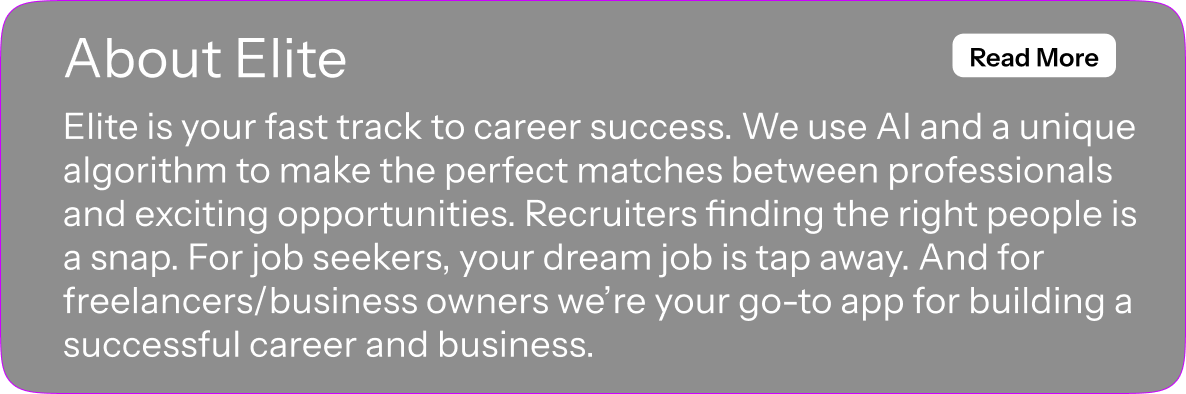 About Elite
Read More
Elite is your fast track to career success. We use AI and a unique
algorithm to make the perfect matches between professionals
and exciting opportunities. Recruiters finding the right people is
a snap. For job seekers, your dream job is tap away. And for
freelancers/business owners we’re your go-to app for building a
successful career and business.